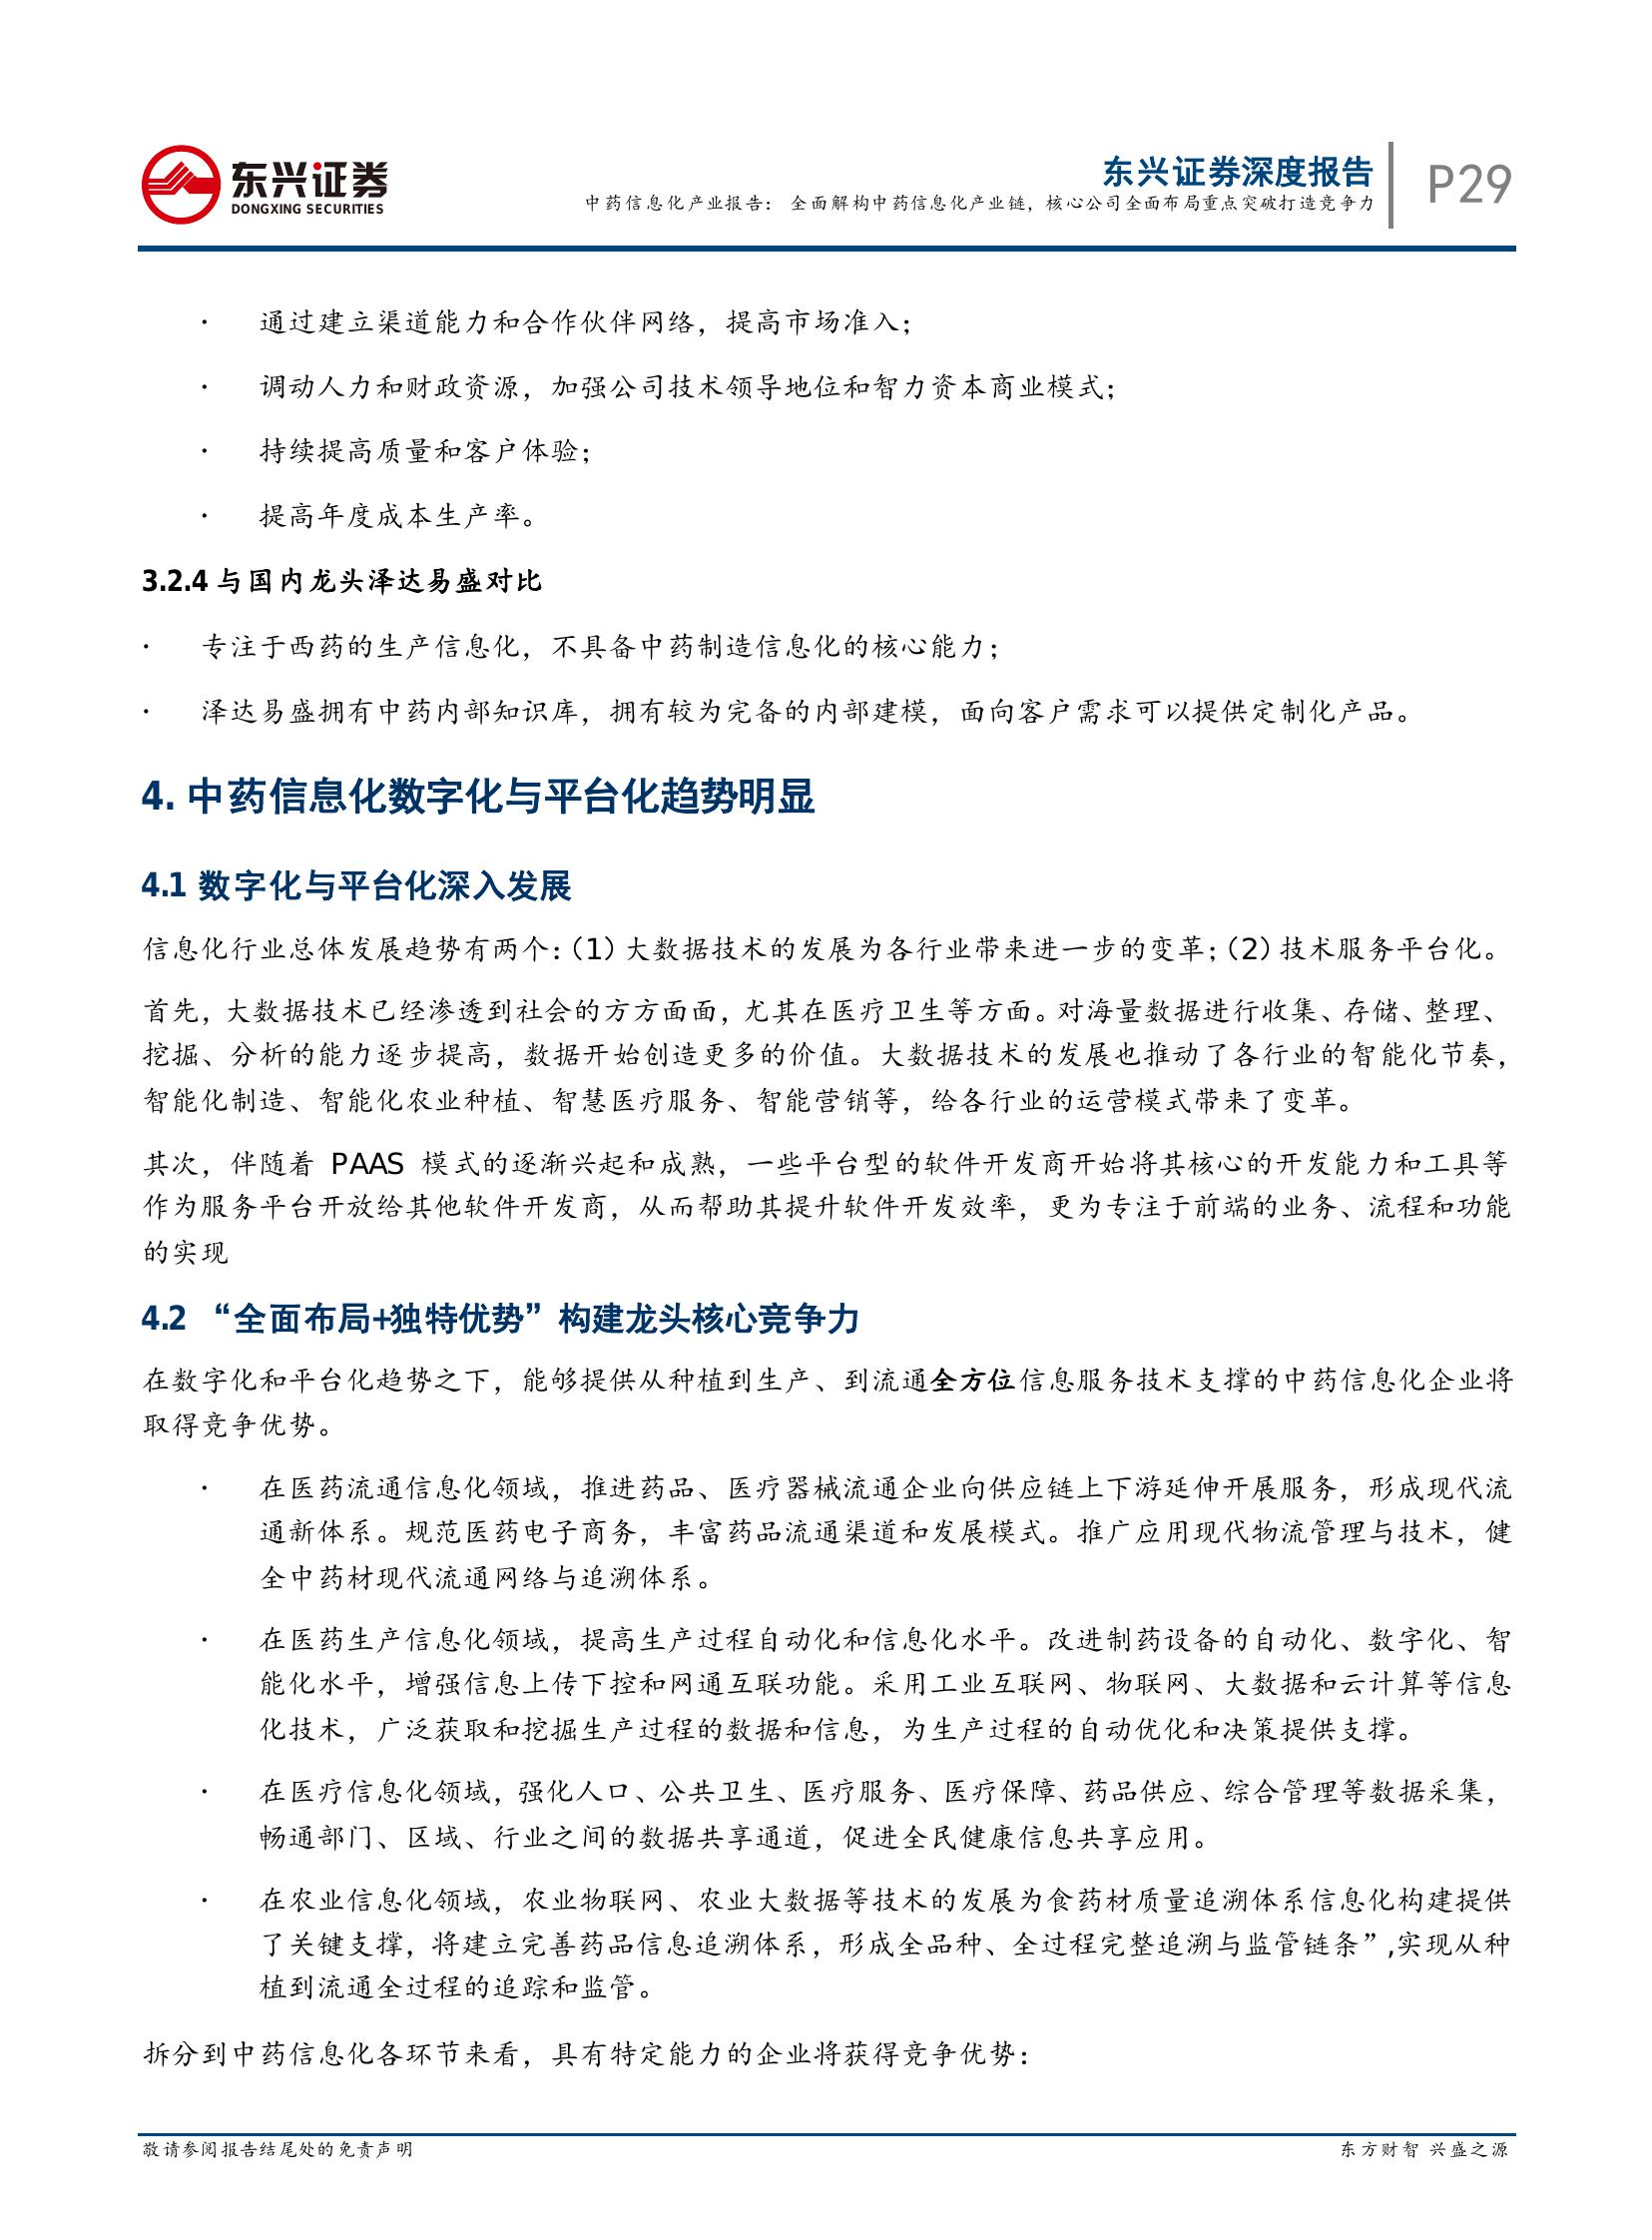 东兴证券
DONGXING SECURITIES
东兴证券深度报告
中药信息化产业报告： 全面解构中药信息化产业链，核心公司全面布局重点突破打造竞争力
P29
· 通过建立渠道能力和合作伙伴网络，提高市场准入；
· 调动人力和财政资源，加强公司技术领导地位和智力资本商业模式；
· 持续提高质量和客户体验；
· 提高年度成本生产率。
3.2.4 与国内龙头泽达易盛对比
· 专注于西药的生产信息化，不具备中药制造信息化的核心能力；
· 泽达易盛拥有中药内部知识库，拥有较为完备的内部建模，面向客户需求可以提供定制化产品。
4. 中药信息化数字化与平台化趋势明显
4.1 数字化与平台化深入发展
信息化行业总体发展趋势有两个：（1）大数据技术的发展为各行业带来进一步的变革；（2）技术服务平台化。
首先，大数据技术已经渗透到社会的方方面面，尤其在医疗卫生等方面。对海量数据进行收集、存储、整理、
挖掘、分析的能力逐步提高，数据开始创造更多的价值。大数据技术的发展也推动了各行业的智能化节奏，
智能化制造、智能化农业种植、智慧医疗服务、智能营销等，给各行业的运营模式带来了变革。
其次，伴随着 PAAS 模式的逐渐兴起和成熟，一些平台型的软件开发商开始将其核心的开发能力和工具等
作为服务平台开放给其他软件开发商，从而帮助其提升软件开发效率，更为专注于前端的业务、流程和功能
的实现
4.2 “全面布局+独特优势”构建龙头核心竞争力
在数字化和平台化趋势之下，能够提供从种植到生产、到流通全方位信息服务技术支撑的中药信息化企业将
取得竞争优势。
· 在医药流通信息化领域，推进药品、医疗器械流通企业向供应链上下游延伸开展服务，形成现代流
通新体系。规范医药电子商务，丰富药品流通渠道和发展模式。推广应用现代物流管理与技术，健
全中药材现代流通网络与追溯体系。
· 在医药生产信息化领域，提高生产过程自动化和信息化水平。改进制药设备的自动化、数字化、智
能化水平，增强信息上传下控和网通互联功能。采用工业互联网、物联网、大数据和云计算等信息
化技术，广泛获取和挖掘生产过程的数据和信息，为生产过程的自动优化和决策提供支撑。
· 在医疗信息化领域，强化人口、公共卫生、医疗服务、医疗保障、药品供应、综合管理等数据采集，
畅通部门、区域、行业之间的数据共享通道，促进全民健康信息共享应用。
· 在农业信息化领域，农业物联网、农业大数据等技术的发展为食药材质量追溯体系信息化构建提供
了关键支撑，将建立完善药品信息追溯体系，形成全品种、全过程完整追溯与监管链条”,实现从种
植到流通全过程的追踪和监管。
拆分到中药信息化各环节来看，具有特定能力的企业将获得竞争优势：
敬请参阅报告结尾处的免责声明
东方财智 兴盛之源